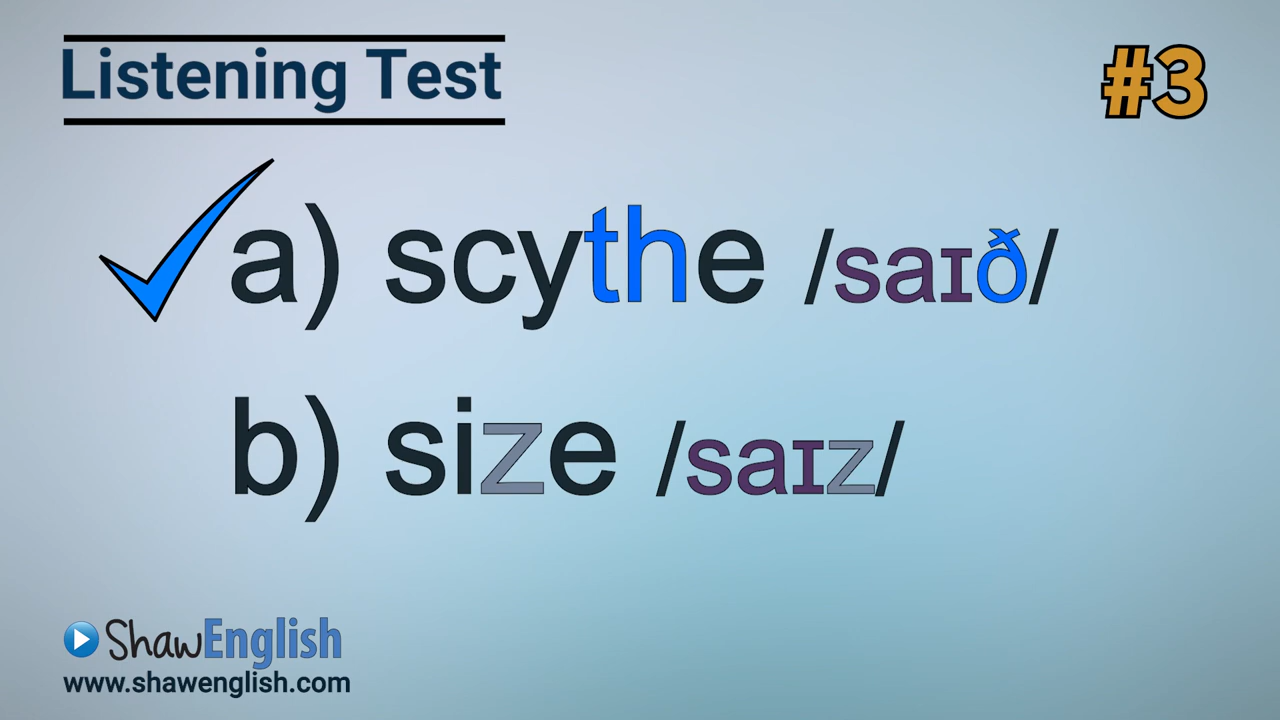 Listening Test
#3
a) scythe /saɪð/
b) size /saɪz/
ShawEnglish
www.shawenglish.com